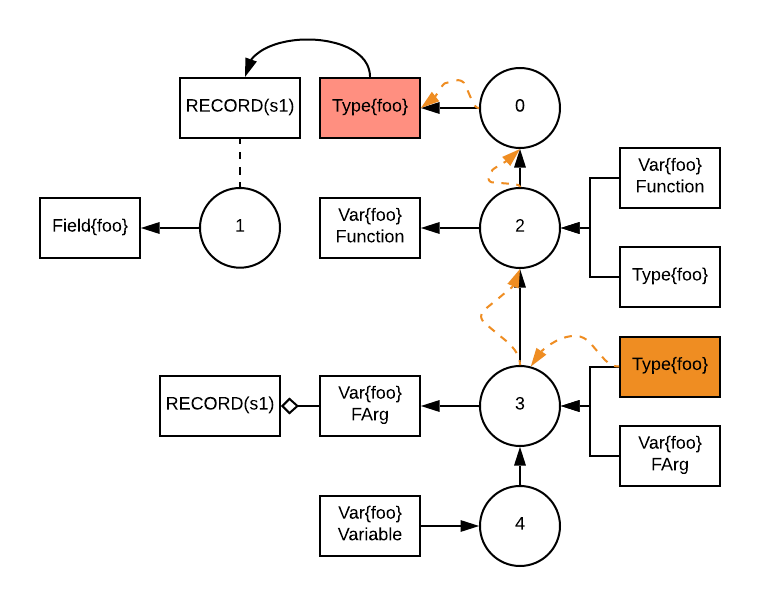 RECORD(s1)
Type{foo}
0
Var{foo}
Function
Field{foo}
1
Var{foo}
Function
2
Type{foo}
Type{foo}
RECORD(s1)
Var{foo}
FArg
3
Var{foo}
FArg
Var{foo}
Variable
4